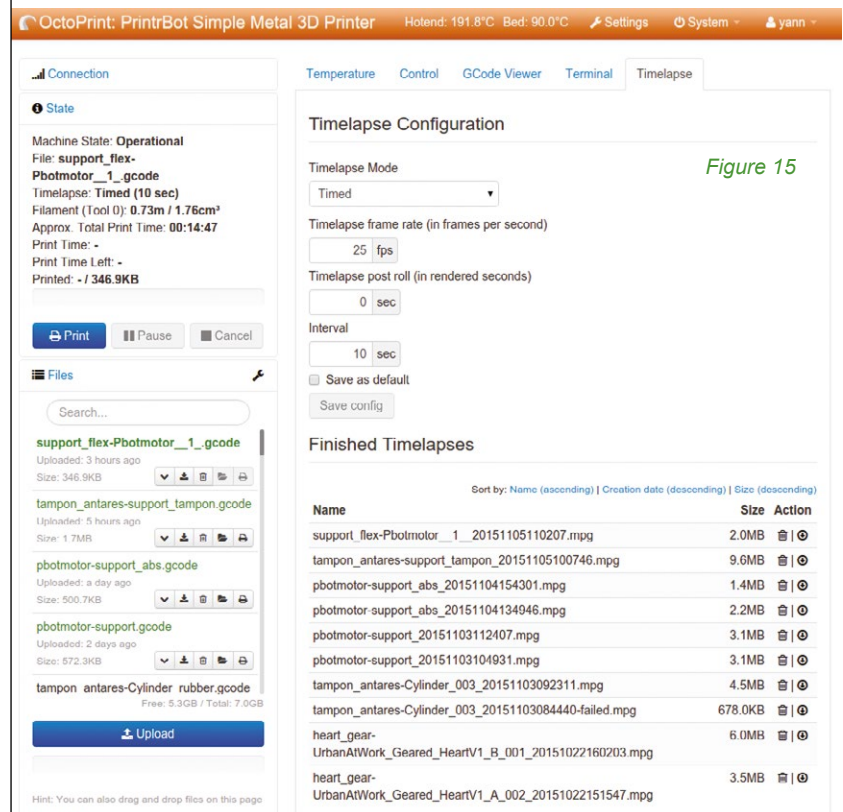 OctoPrint: PrintrBot Simple Metal 3D Printer
Hotend: 191.8°C Bed: 90.0°C
Settings
System
yann
Connection
State
Machine State: Operational
File: support_flex-
Pbotmotor__1_.gcode
Timelapse: Timed (10 sec)
Filament (Tool 0): 0.73m / 1.76cm³
Approx. Total Print Time: 00:14:47
Print Time: -
Print Time Left: -
Printed: - / 346.9KB
Print
Pause
Cancel
Files
Search...
support_flex-Pbotmotor__1_.gcode
Uploaded: 3 hours ago
Size: 346.9KB
tampon_antares-support_tampon.gcode
Uploaded: 5 hours ago
Size: 1.7MB
pbotmotor-support_abs.gcode
Uploaded: a day ago
Size: 500.7KB
pbotmotor-support.gcode
Uploaded: 2 days ago
Size: 572.3KB
tampon_antares-Cylinder_rubber.gcode
Free: 5.3GB / Total: 7.0GB
Upload
Hint: You can also drag and drop files on this page
Temperature
Control
GCode Viewer
Terminal
Timelapse
Timelapse Configuration
Figure 15
Timelapse Mode
Timed
Timelapse frame rate (in frames per second)
25 fps
Timelapse post roll (in rendered seconds)
0 sec
Interval
10 sec
Save as default
Save config
Finished Timelapses
Sort by: Name (ascending) | Creation date (descending) | Size (descending)
Name Size Action
support_flex-Pbotmotor__1__20151105110207.mpg 2.0MB |
tampon_antares-support_tampon_20151105100746.mpg 9.6MB |
pbotmotor-support_abs_20151104154301.mpg 1.4MB |
pbotmotor-support_abs_20151104134946.mpg 2.2MB |
pbotmotor-support_20151103112407.mpg 3.1MB |
pbotmotor-support_20151103104931.mpg 3.1MB |
tampon_antares-Cylinder_003_20151103092311.mpg 4.5MB |
tampon_antares-Cylinder_003_20151103084440-failed.mpg 678.0KB |
heart_gear-
UrbanAtWork_Geared_HeartV1_B_001_20151022160203.mpg 6.0MB |
heart_gear-
UrbanAtWork_Geared_HeartV1_A_002_20151022151547.mpg 3.5MB |